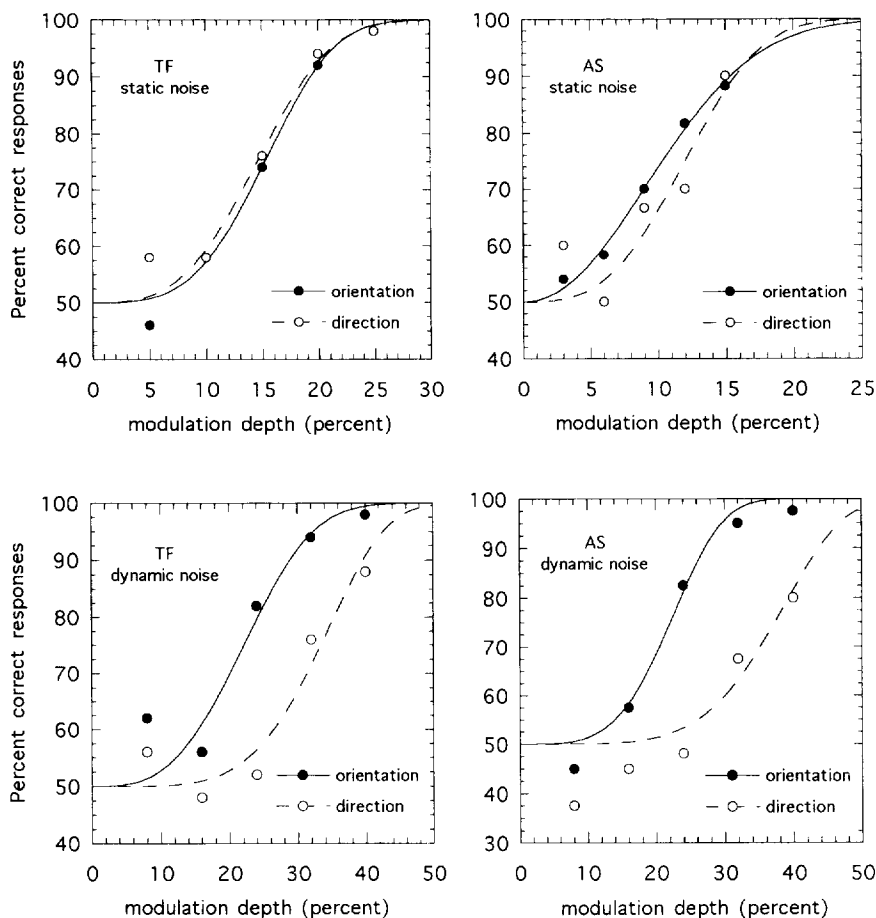 100
90
80
70
60
50
40
Percent correct responses
TF
static noise
orientation
direction
0 5 10 15 20 25 30
modulation depth (percent)
100
90
80
70
60
50
40
AS
static noise
orientation
direction
0 5 10 15 20 25
modulation depth (percent)
100
90
80
70
60
50
40
Percent correct responses
TF
dynamic noise
orientation
direction
0 10 20 30 40 50
modulation depth (percent)
100
90
80
70
60
50
40
30
AS
dynamic noise
orientation
direction
0 10 20 30 40 50
modulation depth (percent)